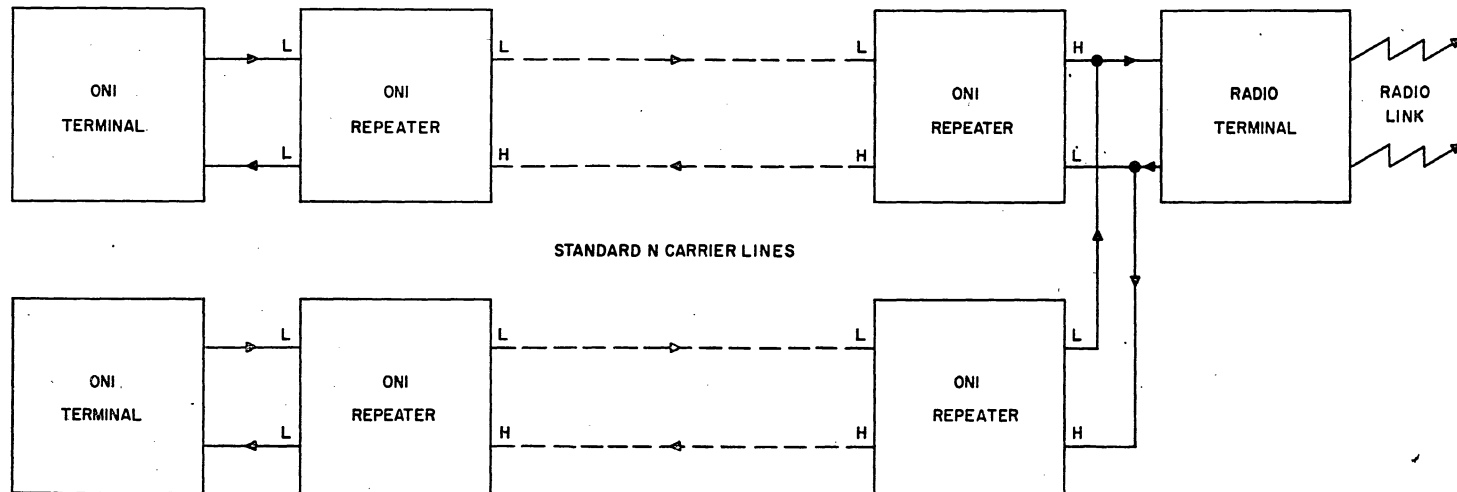 L L L H
ONI TERMINAL
ONI REPEATER
ONI REPEATER
RADIO TERMINAL
RADIO LINK
L H H L
STANDARD N CARRIER LINES
L L L L
ONI TERMINAL
ONI REPEATER
ONI REPEATER
L H H H